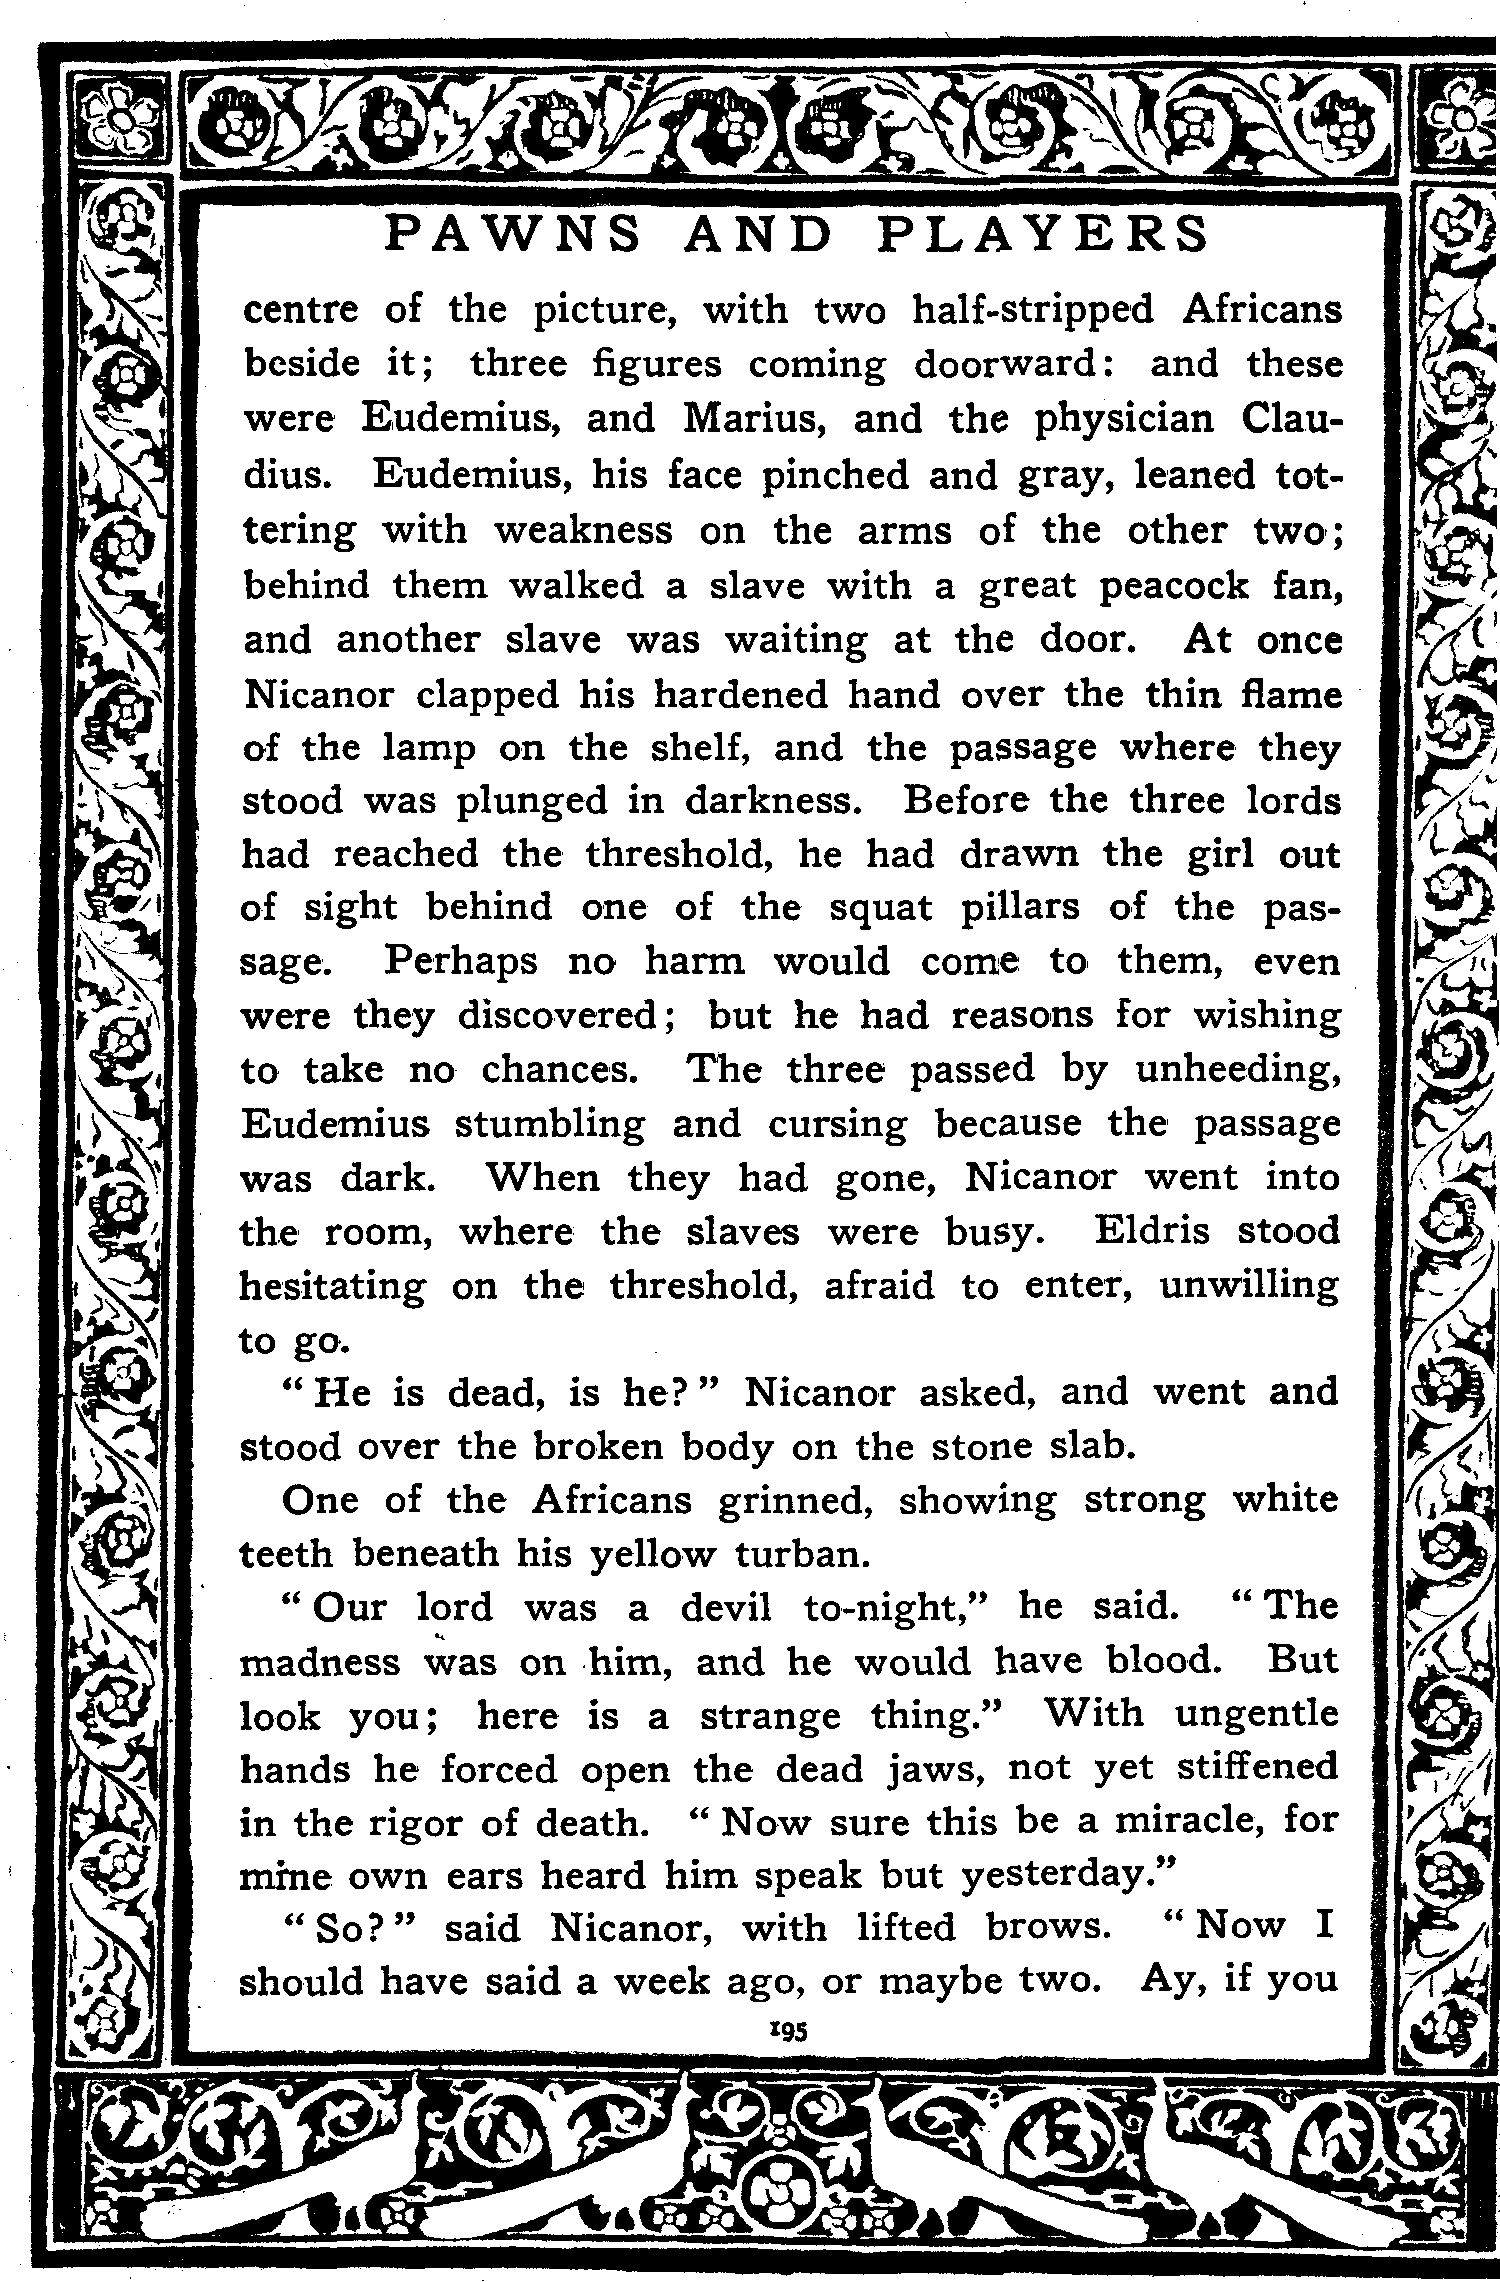 PAWNS AND PLAYERS
centre of the picture, with two half-stripped Africans
beside it; three figures coming doorward: and these
were Eudemius, and Marius, and the physician Clau-
dius. Eudemius, his face pinched and gray, leaned tot-
tering with weakness on the arms of the other two;
behind them walked a slave with a great peacock fan,
and another slave was waiting at the door. At once
Nicanor clapped his hardened hand over the thin flame
of the lamp on the shelf, and the passage where they
stood was plunged in darkness. Before the three lords
had reached the threshold, he had drawn the girl out
of sight behind one of the squat pillars of the pas-
sage. Perhaps no harm would come to them, even
were they discovered; but he had reasons for wishing
to take no chances. The three passed by unheeding,
Eudemius stumbling and cursing because the passage
was dark. When they had gone, Nicanor went into
the room, where the slaves were busy. Eldris stood
hesitating on the threshold, afraid to enter, unwilling
to go.
“He is dead, is he?” Nicanor asked, and went and
stood over the broken body on the stone slab.
One of the Africans grinned, showing strong white
teeth beneath his yellow turban.
“Our lord was a devil to-night,” he said. “The
madness was on him, and he would have blood. But
look you; here is a strange thing.” With ungentle
hands he forced open the dead jaws, not yet stiffened
in the rigor of death. “Now sure this be a miracle, for
mine own ears heard him speak but yesterday.”
“So?” said Nicanor, with lifted brows. “Now I
should have said a week ago, or maybe two. Ay, if you
195